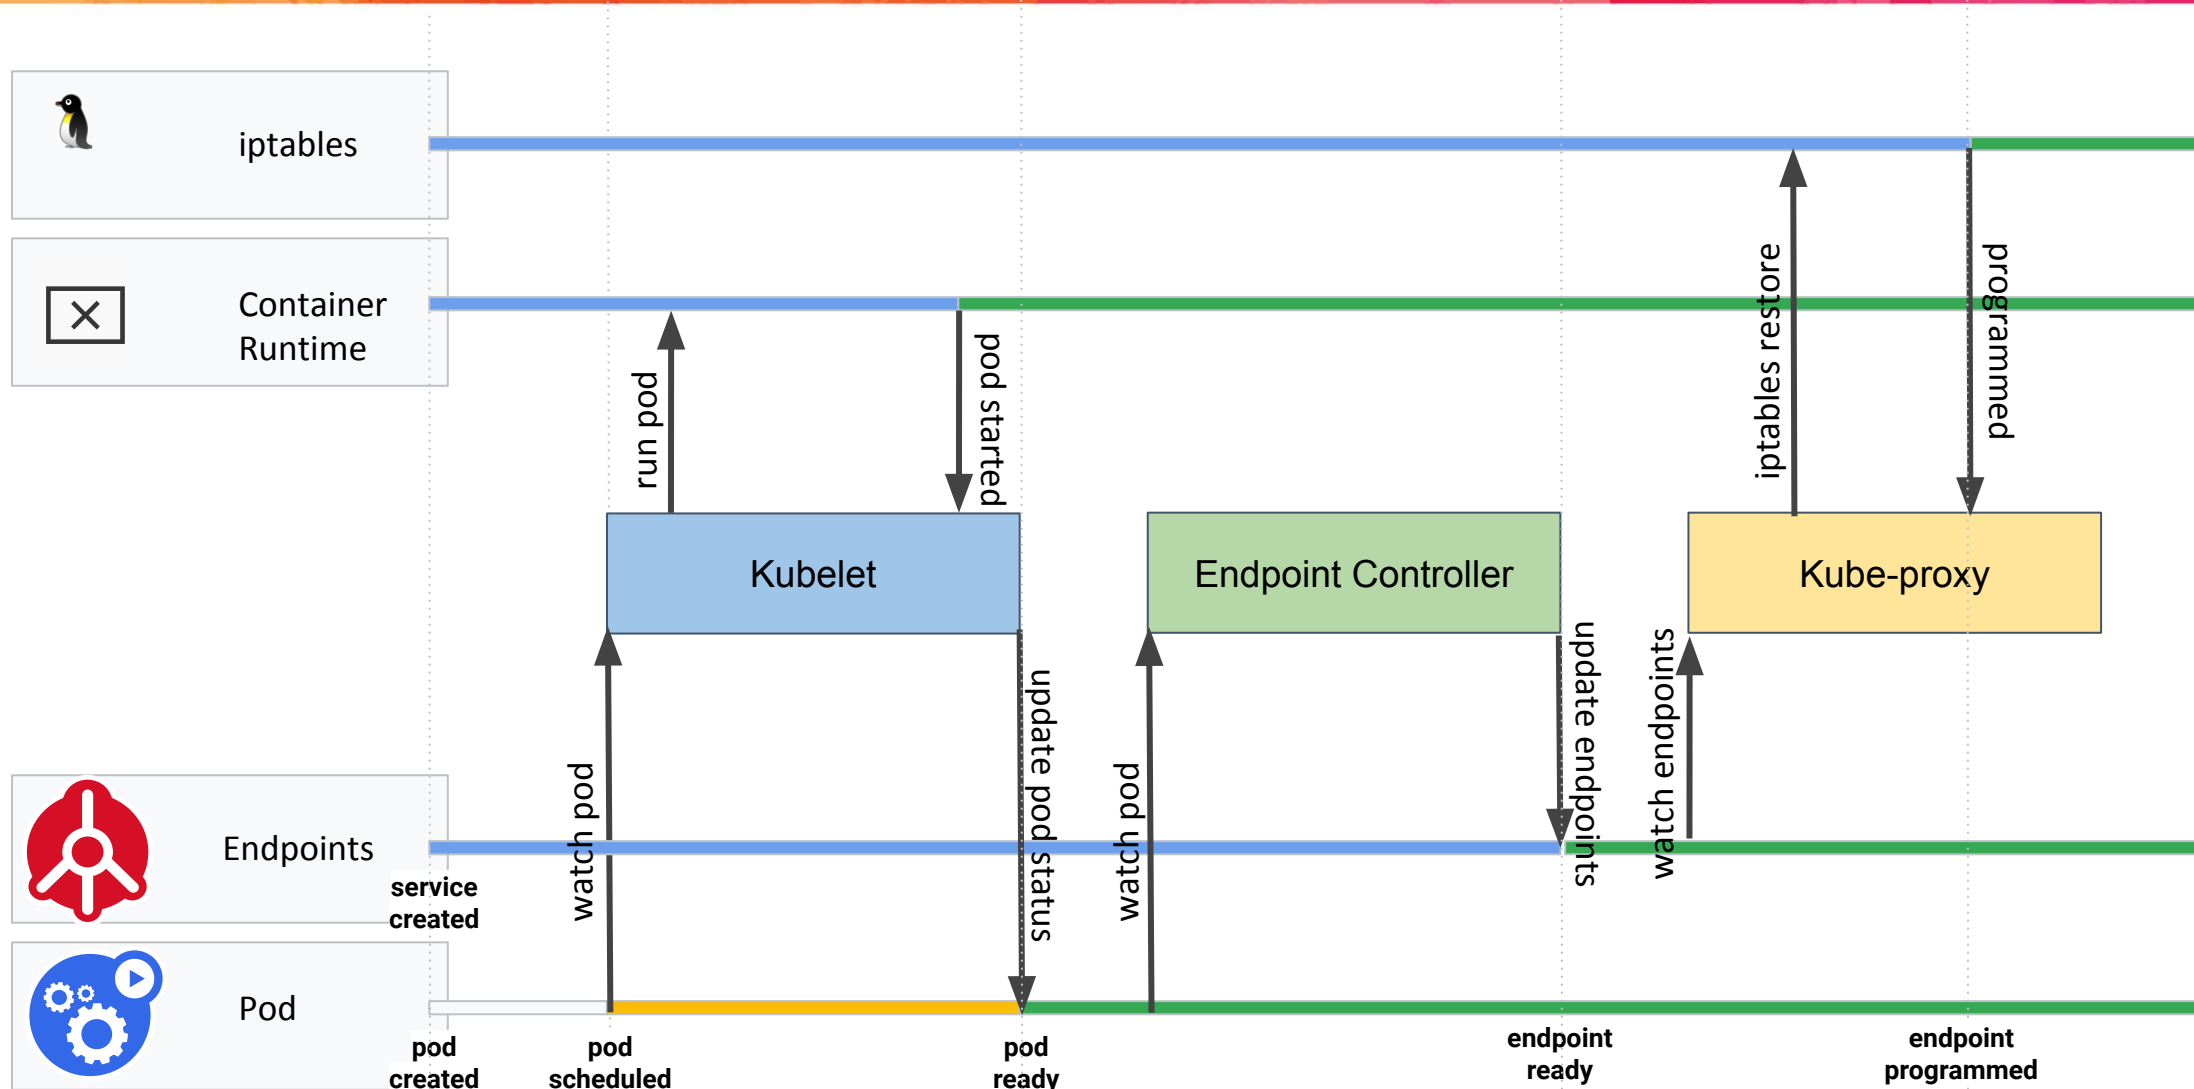 iptables
Container
Runtime
run pod
pod started
iptables restore
programmed
Kubelet
Endpoint Controller
Kube-proxy
watch pod
update pod status
watch pod
update endpoints
watch endpoints
Endpoints
service
created
Pod
pod
created
pod
scheduled
pod
ready
endpoint
ready
endpoint
programmed